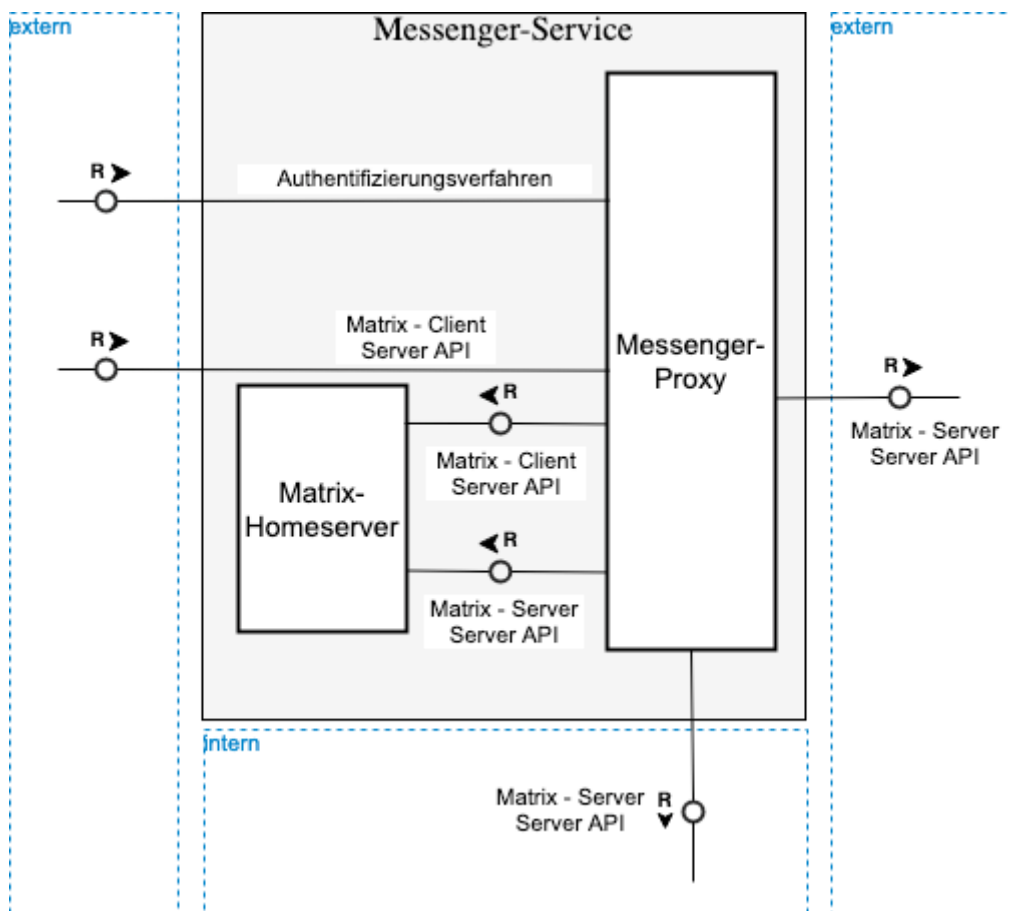 extern
Messenger-Service
extern
R
Authentifizierungsverfahren
R
Matrix - Client
Server API
Messenger-
Proxy
R
Matrix - Server
Server API
R
Matrix - Client
Server API
Matrix-
Homeserver
R
Matrix - Server
Server API
intern
Matrix - Server
Server API
R